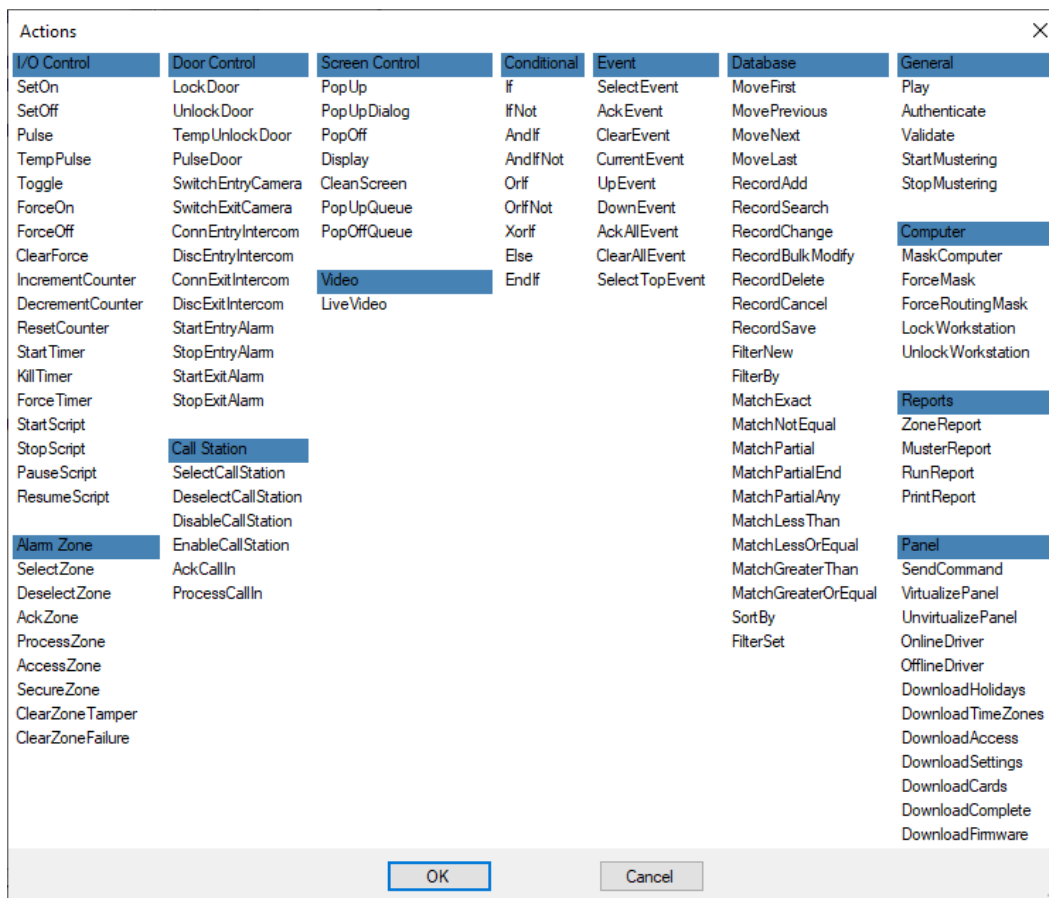 Actions
I/O Control
SetOn
SetOff
Pulse
TempPulse
Toggle
ForceOn
ForceOff
ClearForce
IncrementCounter
DecrementCounter
ResetCounter
StartTimer
KillTimer
ForceTimer
StartScript
StopScript
PauseScript
ResumeScript
Alarm Zone
SelectZone
DeselectZone
AckZone
ProcessZone
AccessZone
SecureZone
ClearZoneTamper
ClearZoneFailure
Door Control
LockDoor
UnlockDoor
TempUnlockDoor
PulseDoor
SwitchEntryCamera
SwitchExitCamera
ConnEntryIntercom
DiscEntryIntercom
ConnExitIntercom
DiscExitIntercom
StartEntryAlarm
StopEntryAlarm
StartExitAlarm
StopExitAlarm
Call Station
SelectCallStation
DeselectCallStation
DisableCallStation
EnableCallStation
AckCallIn
ProcessCallIn
Screen Control
PopUp
PopUpDialog
PopOff
Display
CleanScreen
PopUpQueue
PopOffQueue
Video
LiveVideo
Conditional
If
IfNot
AndIf
AndIfNot
OrIf
OrIfNot
XorIf
Else
EndIf
Event
SelectEvent
AckEvent
ClearEvent
CurrentEvent
UpEvent
DownEvent
AckAllEvent
ClearAllEvent
SelectTopEvent
Database
MoveFirst
MovePrevious
MoveNext
MoveLast
RecordAdd
RecordSearch
RecordChange
RecordBulkModify
RecordDelete
RecordCancel
RecordSave
FilterNew
FilterBy
MatchExact
MatchNotEqual
MatchPartial
MatchPartialEnd
MatchPartialAny
MatchLessThan
MatchLessOrEqual
MatchGreaterThan
MatchGreaterOrEqual
SortBy
FilterSet
General
Play
Authenticate
Validate
StartMustering
StopMustering
Computer
MaskComputer
ForceMask
ForceRoutingMask
LockWorkstation
UnlockWorkstation
Reports
ZoneReport
MusterReport
RunReport
PrintReport
Panel
SendCommand
VirtualizePanel
UnvirtualizePanel
OnlineDriver
OfflineDriver
DownloadHolidays
DownloadTimeZones
DownloadAccess
DownloadSettings
DownloadCards
DownloadComplete
DownloadFirmware
OK
Cancel